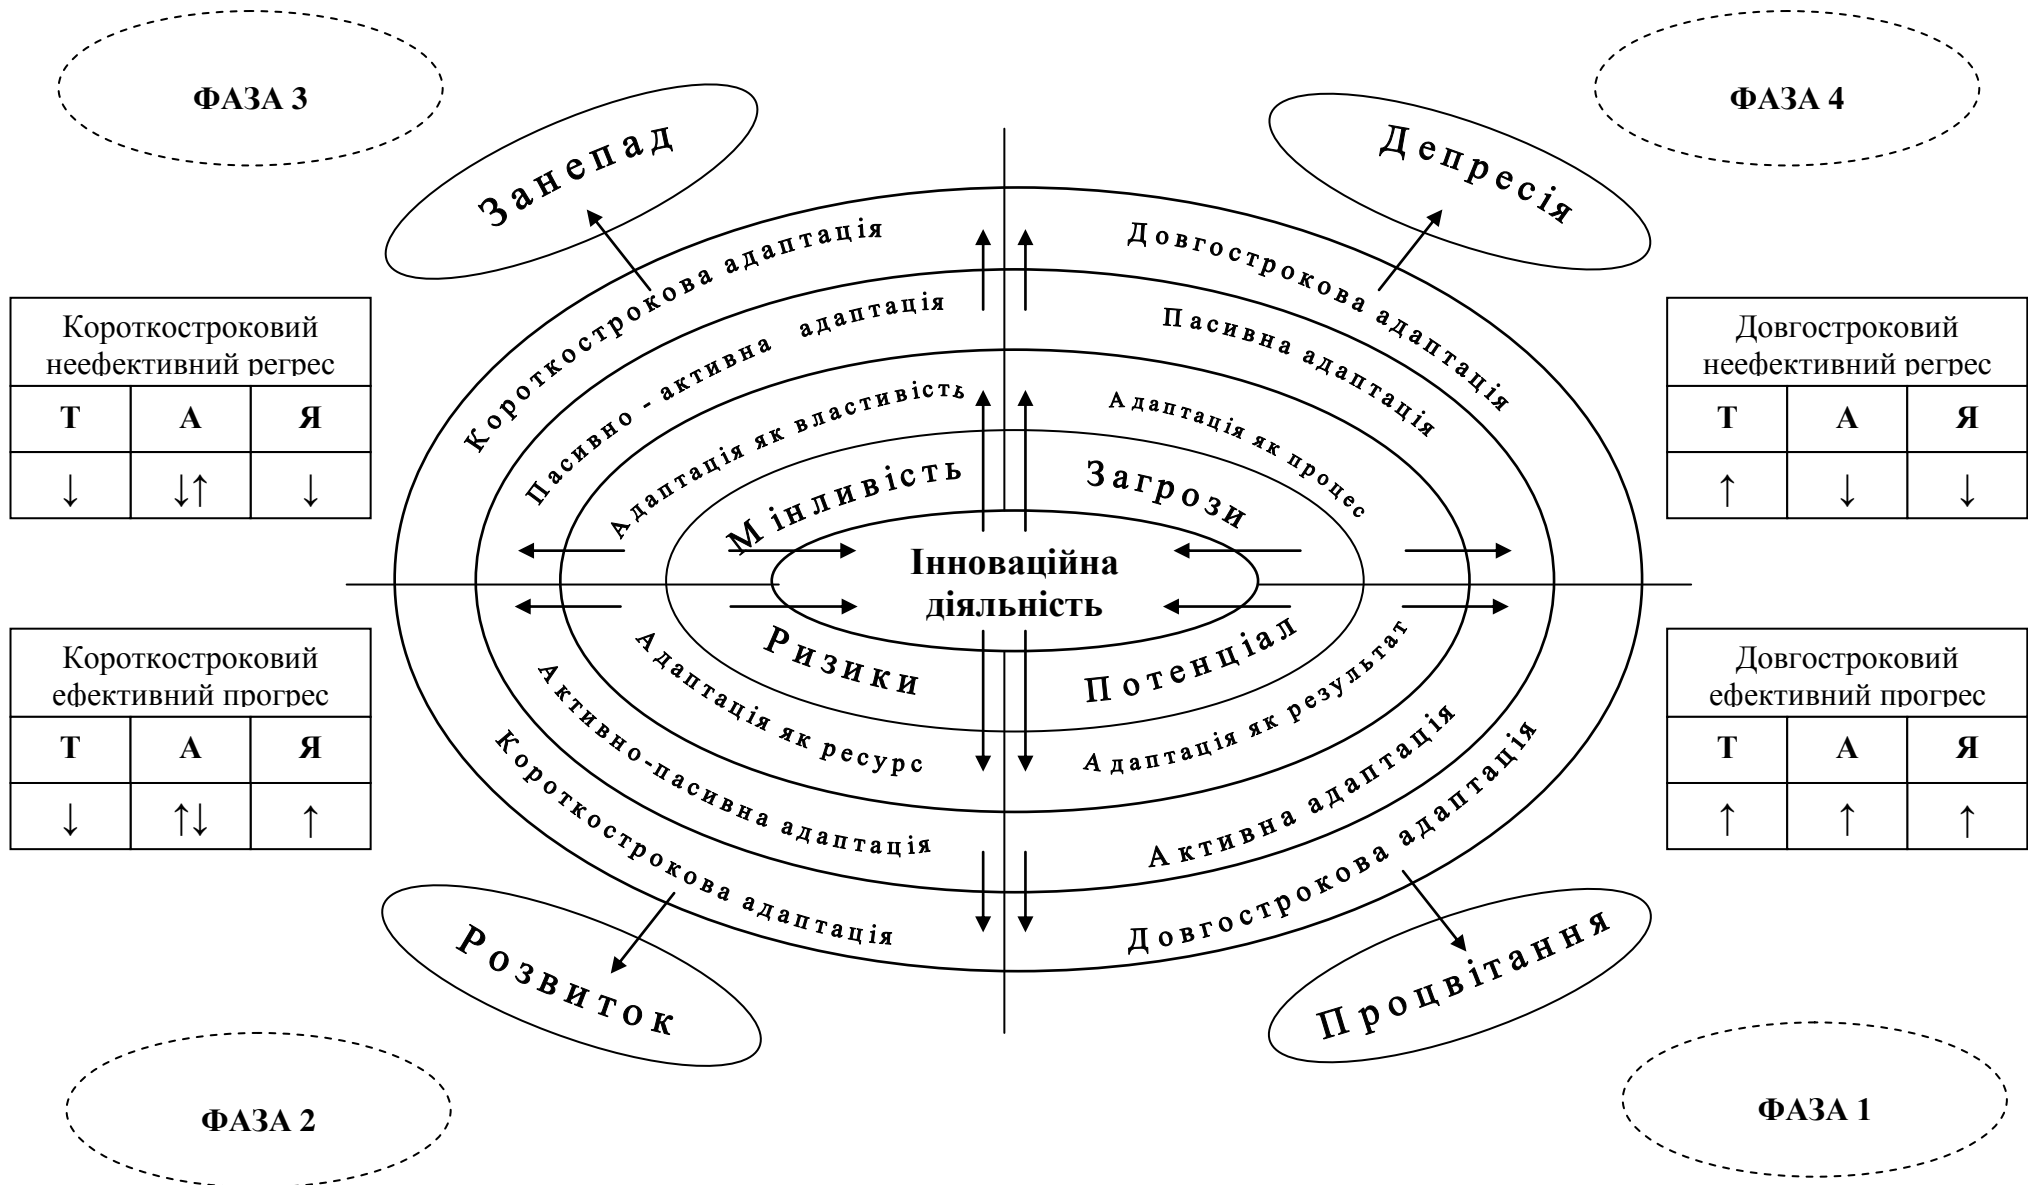 ФАЗА 3
ФАЗА 4
Занепад
Депресія
Короткострокова адаптація
Довгострокова адаптація
Пасивно - активна адаптація
Пасивна адаптація
Адаптація як властивість
Адаптація як процес
Мінливість
Загрози
Короткостроковий
неефективний регрес
Т А Я
↓ ↓↑ ↓
Довгостроковий
неефективний регрес
Т А Я
↑ ↓ ↓
Інноваційна
діяльність
Короткостроковий
ефективний прогрес
Т А Я
↓ ↑↓ ↑
Довгостроковий
ефективний прогрес
Т А Я
↑ ↑ ↑
Ризики
Потенціал
Адаптація як ресурс
Адаптація як результат
Активно-пасивна адаптація
Активна адаптація
Короткострокова адаптація
Довгострокова адаптація
Розвиток
Процвітання
ФАЗА 2
ФАЗА 1